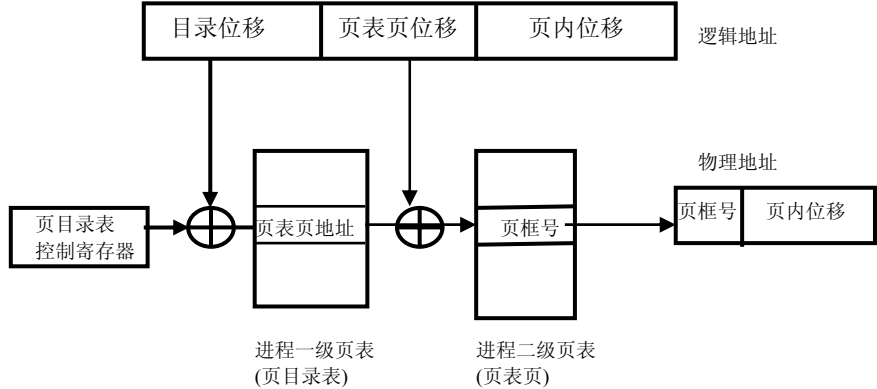 目录位移
页表页位移
页内位移
逻辑地址
物理地址
页目录表
控制寄存器
页表页地址
页框号
页框号
页内位移
进程一级页表
(页目录表)
进程二级页表
(页表页)